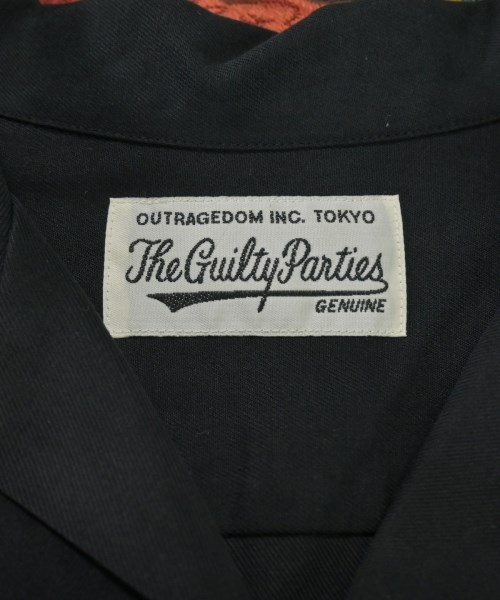 OUTRAGEDOM INC. TOKYO
The Guilty Parties
GENUINE